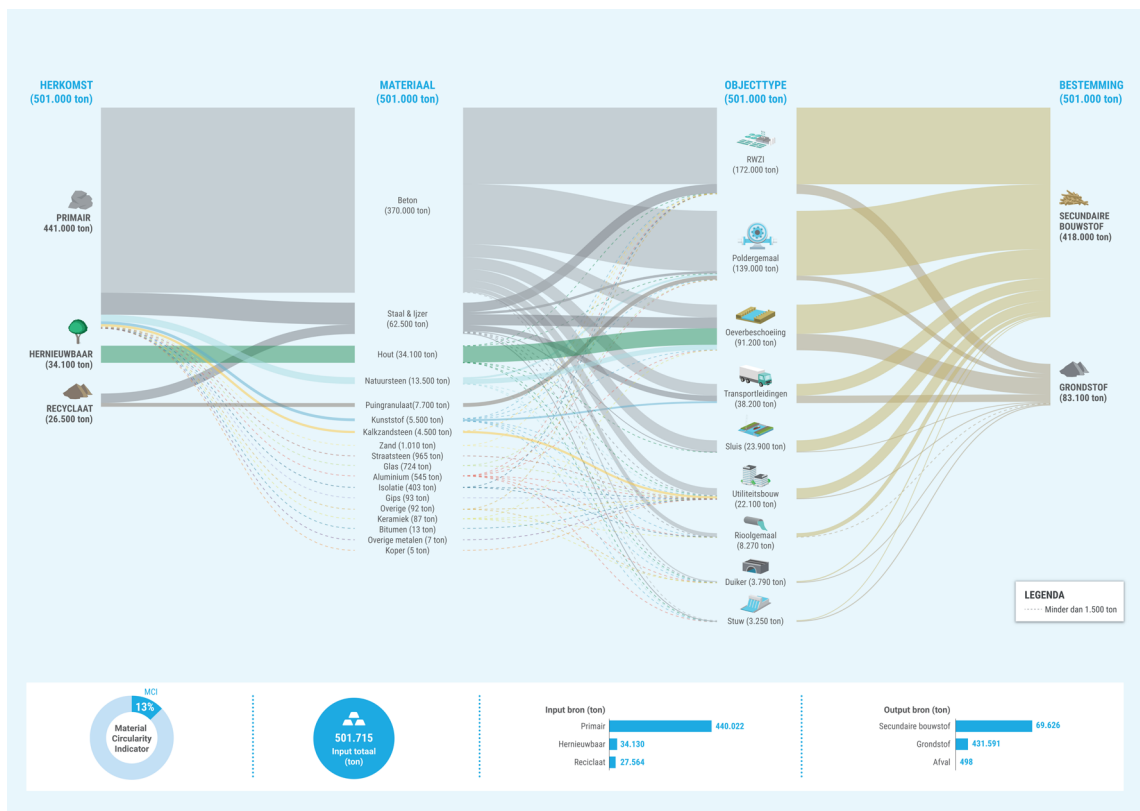 HERKOMST
(501.000 ton)
MATERIAAL
(501.000 ton)
OBJECTTYPE
(501.000 ton)
BESTEMMING
(501.000 ton)
PRIMAIR
441.000 ton)
HERNIEUWBAAR
(34.100 ton)
RECYCLAAT
(26.500 ton)
Beton
(370.000 ton)
Staal & Ijzer
(62.500 ton)
Hout (34.100 ton)
Natuursteen (13.500 ton)
Puingranulaat(7.700 ton)
Kunststof (5.500 ton)
Kalkzandsteen (4.500 ton)
Zand (1.010 ton)
Straatsteen (965 ton)
Glas (724 ton)
Aluminium (545 ton)
Isolatie (403 ton)
Gips (93 ton)
Overige (92 ton)
Keramiek (87 ton)
Bitumen (13 ton)
Overige metalen (7 ton)
Koper (5 ton)
RWZI
(172.000 ton)
Poldergemaal
(139.000 ton)
Oeverbeschoeiing
(91.200 ton)
Transportleidingen
(38.200 ton)
Sluis (23.900 ton)
Utiliteitsbouw
(22.100 ton)
Rioolgemaal
(8.270 ton)
Duiker (3.790 ton)
Stuw (3.250 ton)
SECUNDAIRE
BOUWSTOF
(418.000 ton)
GRONDSTOF
(83.100 ton)
LEGENDA
Minder dan 1.500 ton
MCI
13%
Material
Circularity
Indicator
501.715
Input totaal
(ton)
Input bron (ton)
Primair 440.022
Hernieuwbaar 34.130
Reciclaat 27.564
Output bron (ton)
Secundaire bouwstof 69.626
Grondstof 431.591
Afval 498